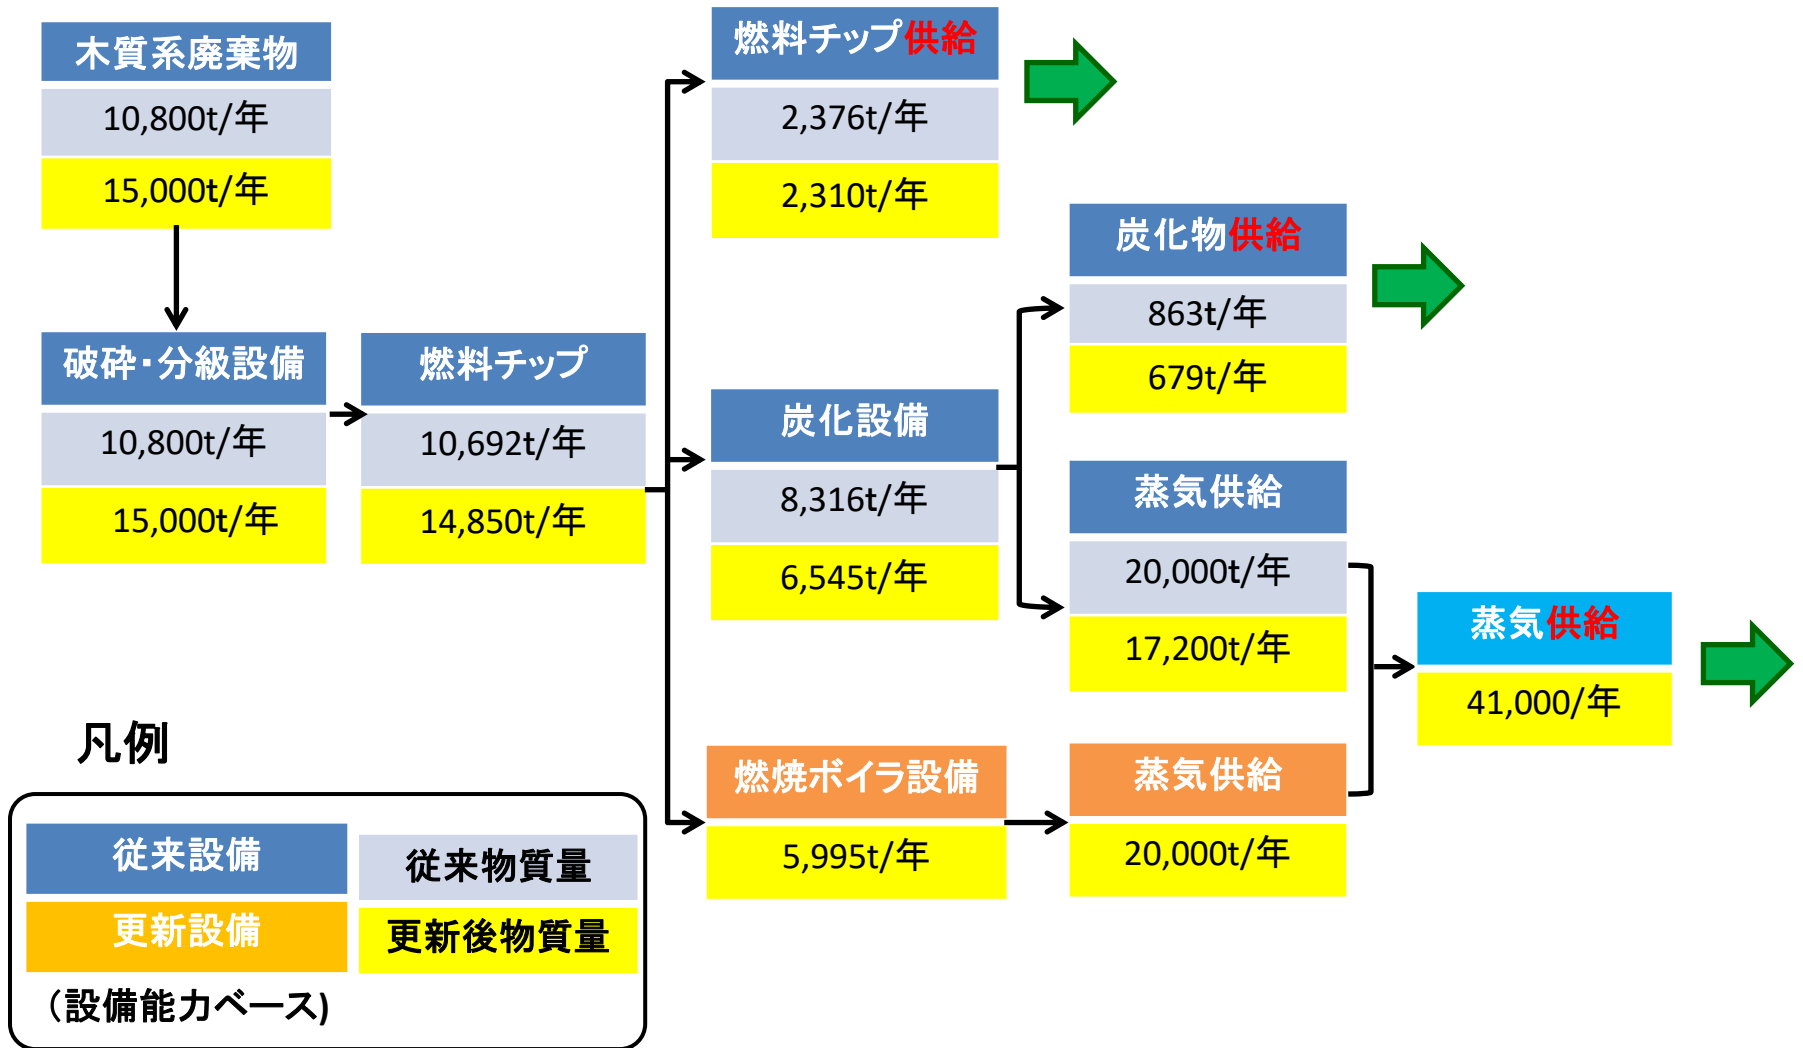 木質系廃棄物
10,800t/年
15,000t/年
破砕・分級設備
10,800t/年
15,000t/年
燃料チップ
10,692t/年
14,850t/年
燃料チップ供給
2,376t/年
2,310t/年
炭化設備
8,316t/年
6,545t/年
燃焼ボイラ設備
5,995t/年
炭化物供給
863t/年
679t/年
蒸気供給
20,000t/年
17,200t/年
蒸気供給
20,000t/年
蒸気供給
41,000/年
凡例
従来設備
従来物質量
更新設備
更新後物質量
（設備能力ベース)